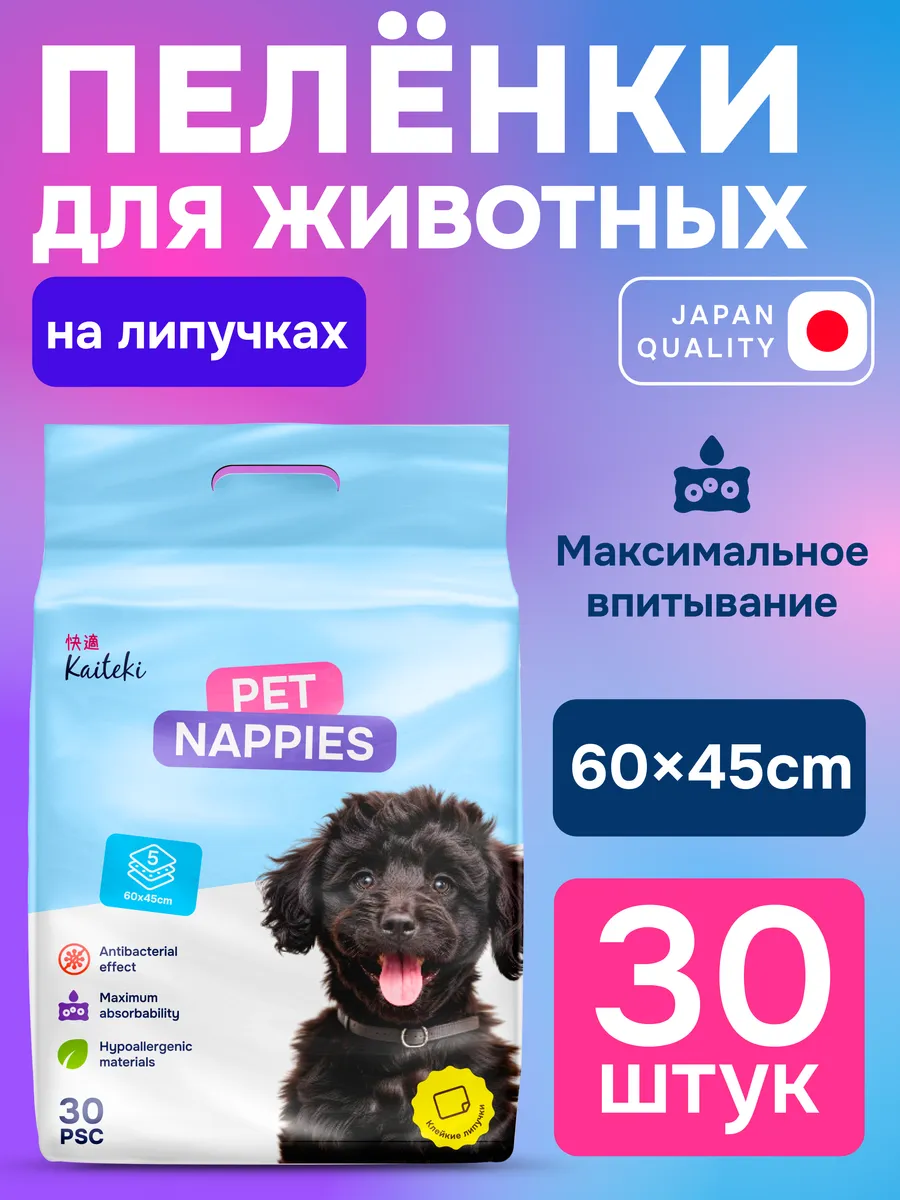 ПЕЛЁНКИ
ДЛЯ ЖИВОТНЫХ
на липучках
JAPAN
QUALITY
Максимальное
впитывание
快適
Kaiteki
PET
NAPPIES
60×45cm
5
60x45cm
Antibacterial
effect
Maximum
absorbability
Hypoallergenic
materials
30
PSC
Клейкие липучки
30
ШТУК